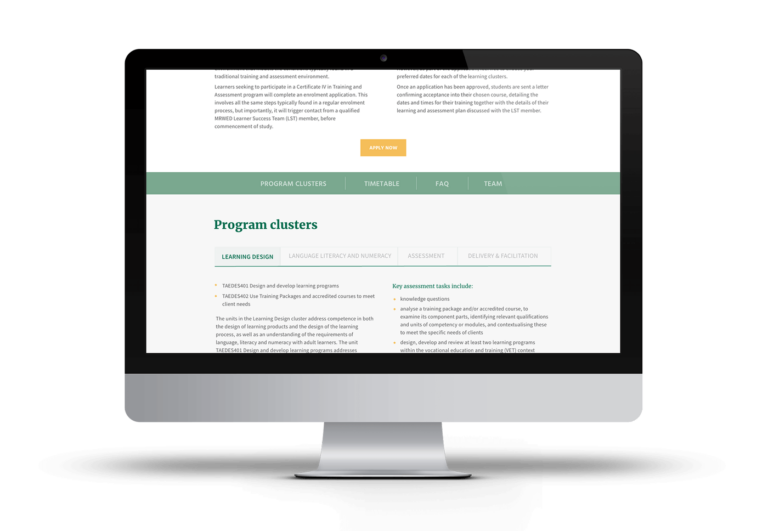 traditional training and assessment environment.
Learners seeking to participate in a Certificate IV in Training and
Assessment program will complete an enrolment application. This
involves all the same steps typically found in a regular enrolment
process, but importantly, it will trigger contact from a qualified
MRWED Learner Success Team (LST) member, before
commencement of study.
preferred dates for each of the learning clusters.
Once an application has been approved, students are sent a letter
confirming acceptance into their chosen course, detailing the
dates and times for their training together with the details of their
learning and assessment plan discussed with the LST member.
APPLY NOW
PROGRAM CLUSTERS
TIMETABLE
FAQ
TEAM
Program clusters
LEARNING DESIGN
LANGUAGE LITERACY AND NUMERACY
ASSESSMENT
DELIVERY & FACILITATION
TAEDES401 Design and develop learning programs
TAEDES402 Use Training Packages and accredited courses to meet
client needs
The units in the Learning Design cluster address competence in both
the design of learning products and the design of the learning
process, as well as an understanding of the requirements of
language, literacy and numeracy with adult learners. The unit
TAEDES401 Design and develop learning programs addresses
Key assessment tasks include:
knowledge questions
analyse a training package and/or accredited course, to
examine its component parts, identifying relevant qualifications
and units of competency or modules, and contextualising these
to meet the specific needs of clients
design, develop and review at least two learning programs
within the vocational education and training (VET) context